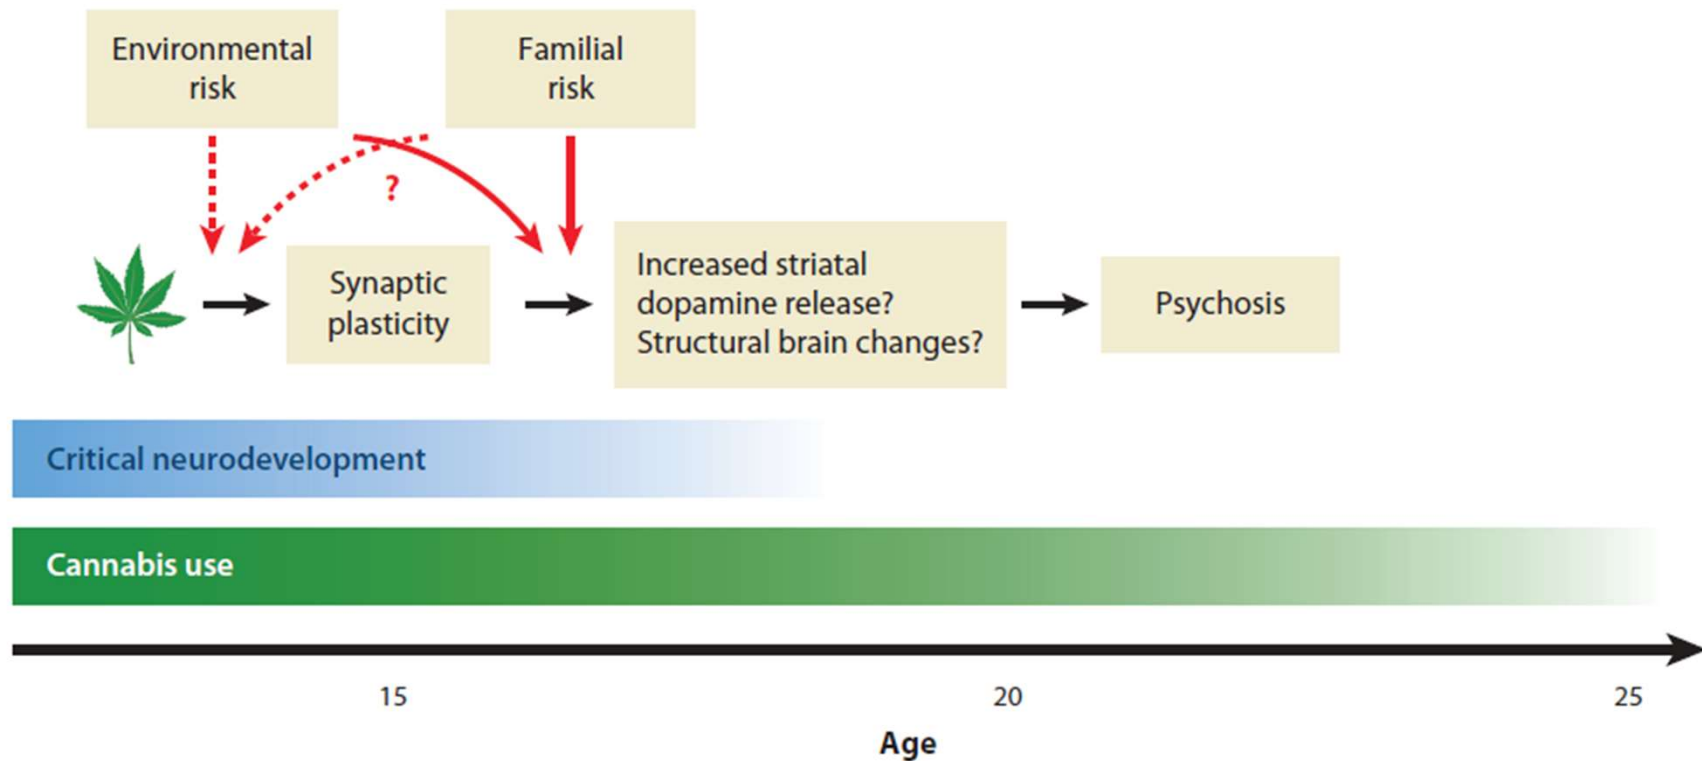 Environmental
risk
Familial
risk
?
Synaptic
plasticity
Increased striatal
dopamine release?
Structural brain changes?
Psychosis
Critical neurodevelopment
Cannabis use
15
20
25
Age